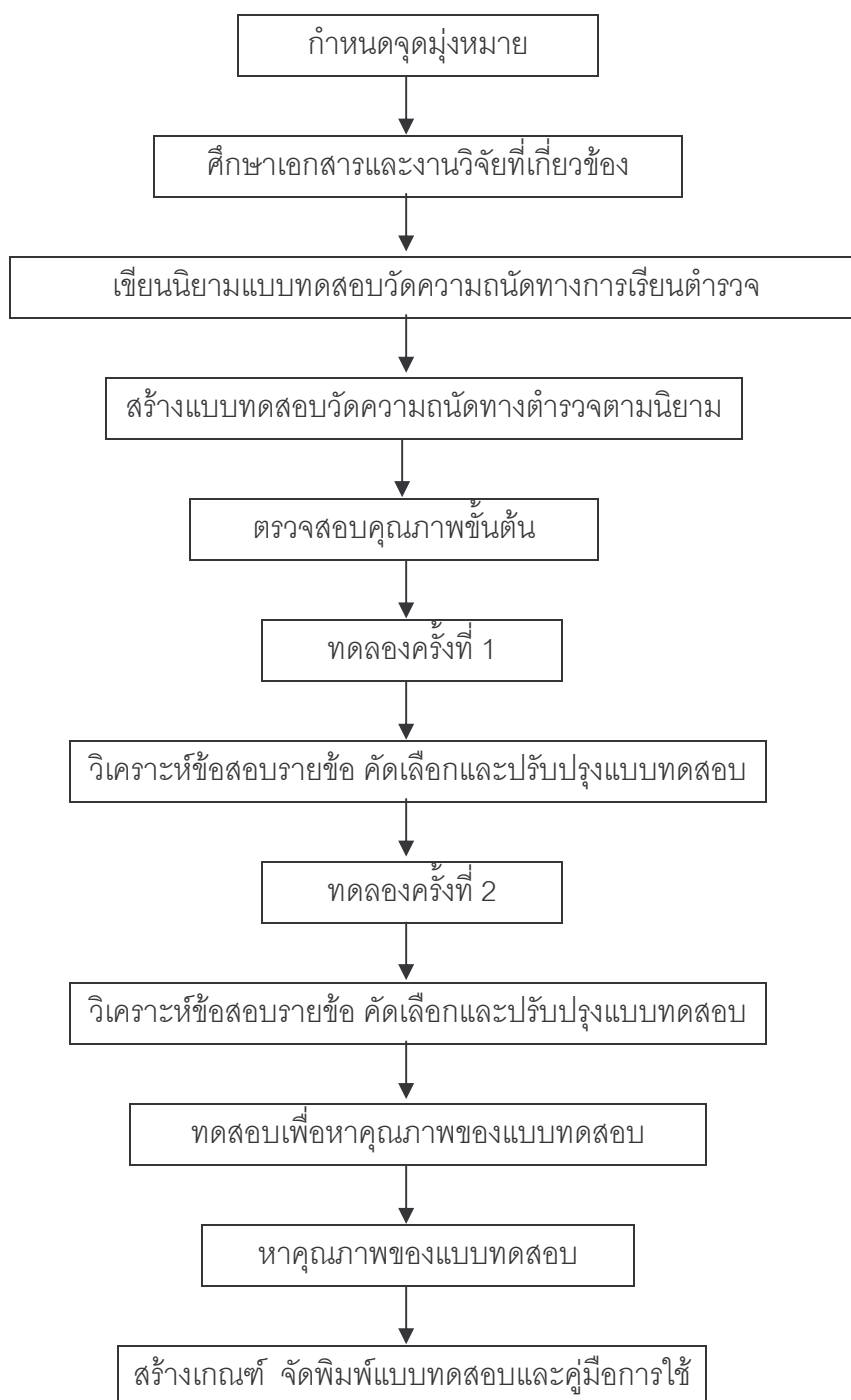 กำหนดจุดมุ่งหมาย
ศึกษาเอกสารและงานวิจัยที่เกี่ยวข้อง
เขียนนิยามแบบทดสอบวัดความถนัดทางการเรียนตำรวจ
สร้างแบบทดสอบวัดความถนัดทางตำรวจตามนิยาม
ตรวจสอบคุณภาพขั้นต้น
ทดลองครั้งที่ 1
วิเคราะห์ข้อสอบรายข้อ คัดเลือกและปรับปรุงแบบทดสอบ
ทดลองครั้งที่ 2
วิเคราะห์ข้อสอบรายข้อ คัดเลือกและปรับปรุงแบบทดสอบ
ทดสอบเพื่อหาคุณภาพของแบบทดสอบ
หาคุณภาพของแบบทดสอบ
สร้างเกณฑ์ จัดพิมพ์แบบทดสอบและคู่มือการใช้